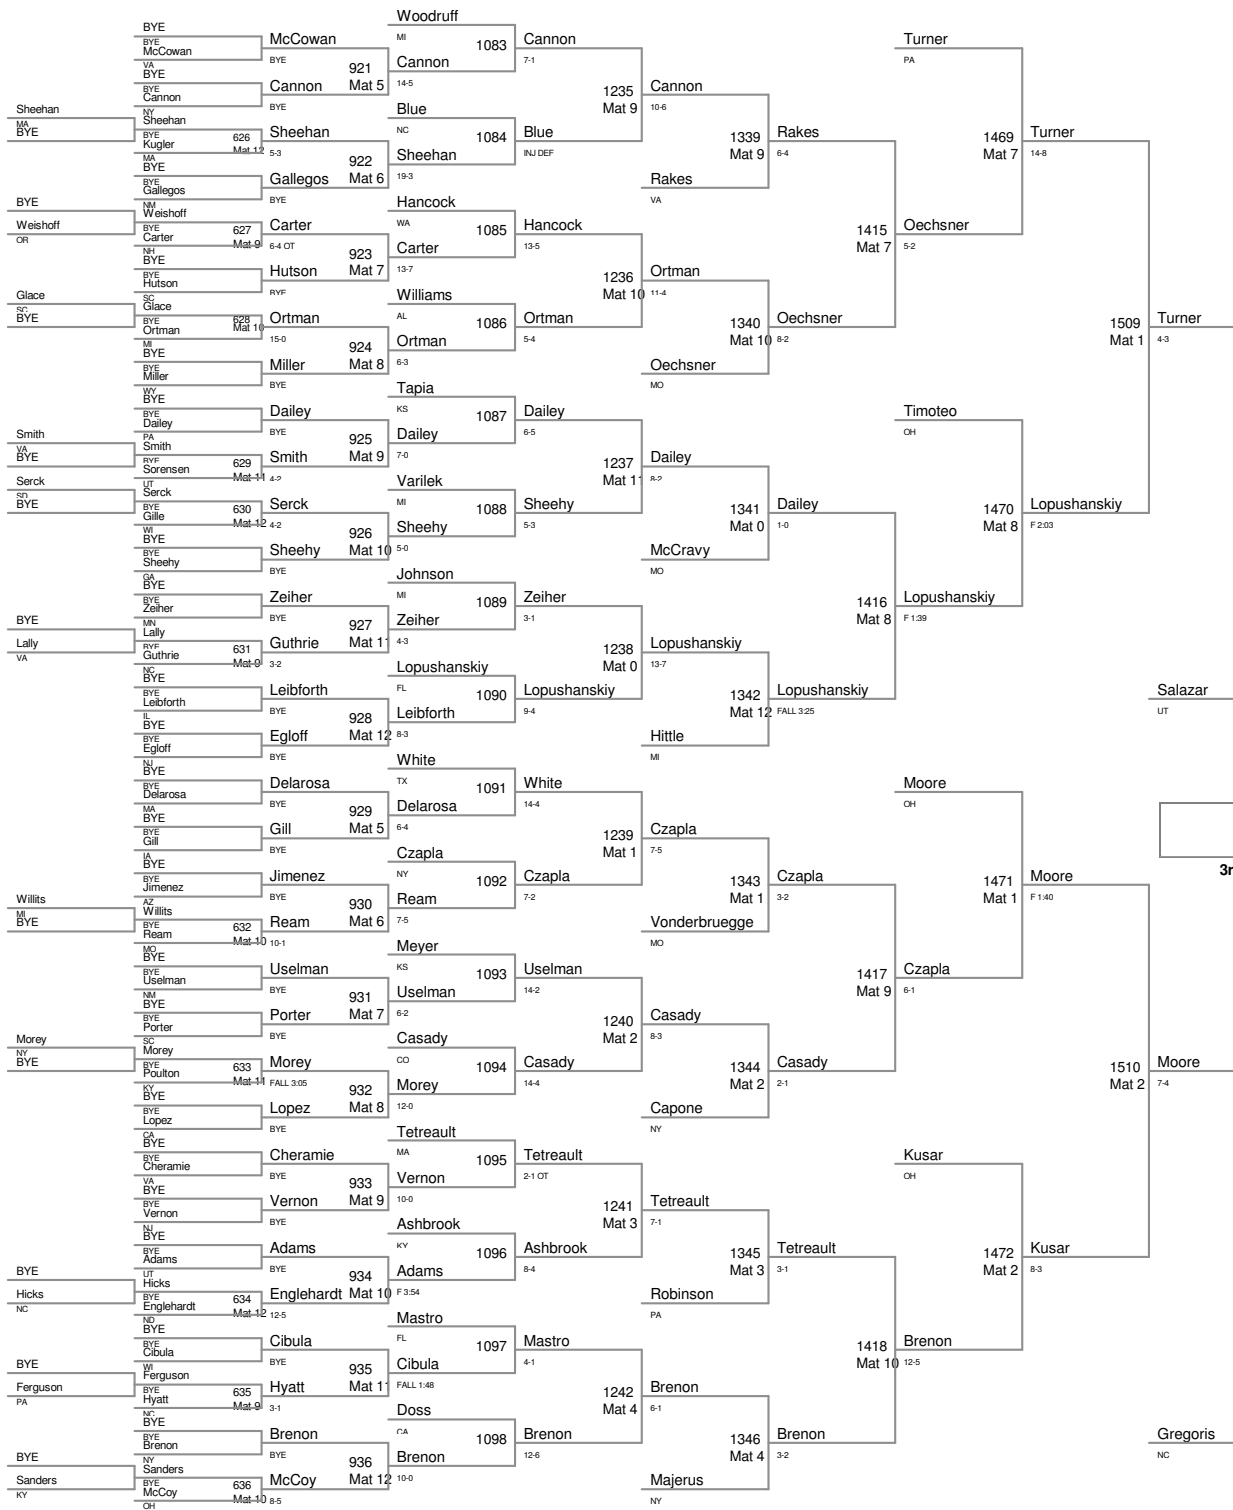 Woodruff
MI
BYE
BYE
McCowan
McCowan
BYE
1083
Cannon
7-1
Turner
PA
VA
BYE
921
Mat 5
Cannon
14-5
BYE
Cannon
Cannon
BYE
1235
Mat 9
Cannon
10-6
Sheehan
MA
BYE
NY
Sheehan
BYE
Kugler
626
Mat 12
Sheehan
5-3
Blue
NC
1084
Blue
INJ DEF
1339
Mat 9
Rakes
6-4
1469
Mat 7
Turner
14-8
MA
BYE
922
Mat 6
Sheehan
19-3
BYE
Gallegos
Gallegos
BYE
Rakes
VA
BYE
Weishoff
OR
NM
Weishoff
BYE
Carter
627
Mat 9
Carter
6-4 OT
Hancock
WA
1085
Hancock
13-5
1415
Mat 7
Oechsner
5-2
NH
BYE
923
Mat 7
Carter
13-7
BYE
Hutson
Hutson
BYE
1236
Mat 10
Ortman
11-4
Glace
SC
BYE
SC
Glace
BYE
Ortman
628
Mat 10
Ortman
15-0
Williams
AL
1086
Ortman
5-4
1340
Mat 10
Oechsner
8-2
1509
Mat 1
Turner
4-3
MI
BYE
924
Mat 8
Ortman
6-3
BYE
Miller
Miller
BYE
Oechsner
MO
WY
BYE
BYE
Dailey
Dailey
BYE
Tapia
KS
1087
Dailey
6-5
Timoteo
OH
Smith
VA
BYE
PA
Smith
BYE
Sorensen
629
Mat 11
Smith
4-2
925
Mat 9
Dailey
7-0
1237
Mat 11
Dailey
8-2
Serck
SD
BYE
UT
Serck
BYE
Gille
630
Mat 12
Serck
4-2
Varilek
MI
1088
Sheehy
5-3
1341
Mat 0
Dailey
1-0
1470
Mat 8
Lopushanskiy
F 2:03
WI
BYE
926
Mat 10
Sheehy
5-0
BYE
Sheehy
Sheehy
BYE
McCravy
MO
GA
BYE
BYE
Zeiher
Zeiher
BYE
Johnson
MI
1089
Zeiher
3-1
1416
Mat 8
Lopushanskiy
F 1:39
BYE
Lally
VA
MN
Lally
BYE
Guthrie
631
Mat 9
Guthrie
3-2
927
Mat 11
Zeiher
4-3
1238
Mat 0
Lopushanskiy
13-7
NC
BYE
BYE
Leibforth
Leibforth
BYE
Lopushanskiy
FL
1090
Lopushanskiy
9-4
1342
Mat 12
Lopushanskiy
FALL 3:25
Salazar
UT
IL
BYE
928
Mat 12
Leibforth
8-3
BYE
Egloff
Egloff
BYE
Hittle
MI
NJ
BYE
BYE
Delarosa
Delarosa
BYE
White
TX
1091
White
14-4
Moore
OH
MA
BYE
929
Mat 5
Delarosa
6-4
BYE
Gill
Gill
BYE
1239
Mat 1
Czapla
7-5
3r
IA
BYE
BYE
Jimenez
Jimenez
BYE
Czapla
NY
1092
Czapla
7-2
1343
Mat 1
Czapla
3-2
1471
Mat 1
Moore
F 1:40
Willits
MI
BYE
AZ
Willits
BYE
Ream
632
Mat 10
Ream
10-1
930
Mat 6
Ream
7-5
Vonderbruegge
MO
MO
BYE
BYE
Uselman
Uselman
BYE
Meyer
KS
1093
Uselman
14-2
1417
Mat 9
Czapla
6-1
NM
BYE
931
Mat 7
Uselman
6-2
BYE
Porter
Porter
BYE
1240
Mat 2
Casady
8-3
Morey
NY
BYE
SC
Morey
BYE
Poulton
633
Mat 11
Morey
FALL 3:05
Casady
CO
1094
Casady
14-4
1344
Mat 2
Casady
2-1
1510
Mat 2
Moore
7-4
KY
BYE
932
Mat 8
Morey
12-0
BYE
Lopez
Lopez
BYE
Capone
NY
CA
BYE
BYE
Cheramie
Cheramie
BYE
Tetreault
MA
1095
Tetreault
2-1 OT
Kusar
OH
VA
BYE
933
Mat 9
Vernon
10-0
BYE
Vernon
Vernon
BYE
1241
Mat 3
Tetreault
7-1
NJ
BYE
BYE
Adams
Adams
BYE
Ashbrook
KY
1096
Ashbrook
8-4
1345
Mat 3
Tetreault
3-1
1472
Mat 2
Kusar
8-3
BYE
Hicks
NC
UT
Hicks
BYE
Englehardt
634
Mat 12
Englehardt
12-5
934
Mat 10
Adams
F 3:54
Robinson
PA
ND
BYE
BYE
Cibula
Cibula
BYE
Mastro
FL
1097
Mastro
4-1
1418
Mat 10
Brenon
12-5
BYE
Ferguson
PA
WI
Ferguson
BYE
Hyatt
635
Mat 9
Hyatt
3-1
935
Mat 11
Cibula
FALL 1:48
1242
Mat 4
Brenon
6-1
NC
BYE
BYE
Brenon
Brenon
BYE
Doss
CA
1098
Brenon
12-6
1346
Mat 4
Brenon
3-2
Gregoris
NC
BYE
Sanders
KY
NY
Sanders
BYE
McCoy
OH
636
Mat 10
McCoy
8-5
936
Mat 12
Brenon
10-0
Majerus
NY